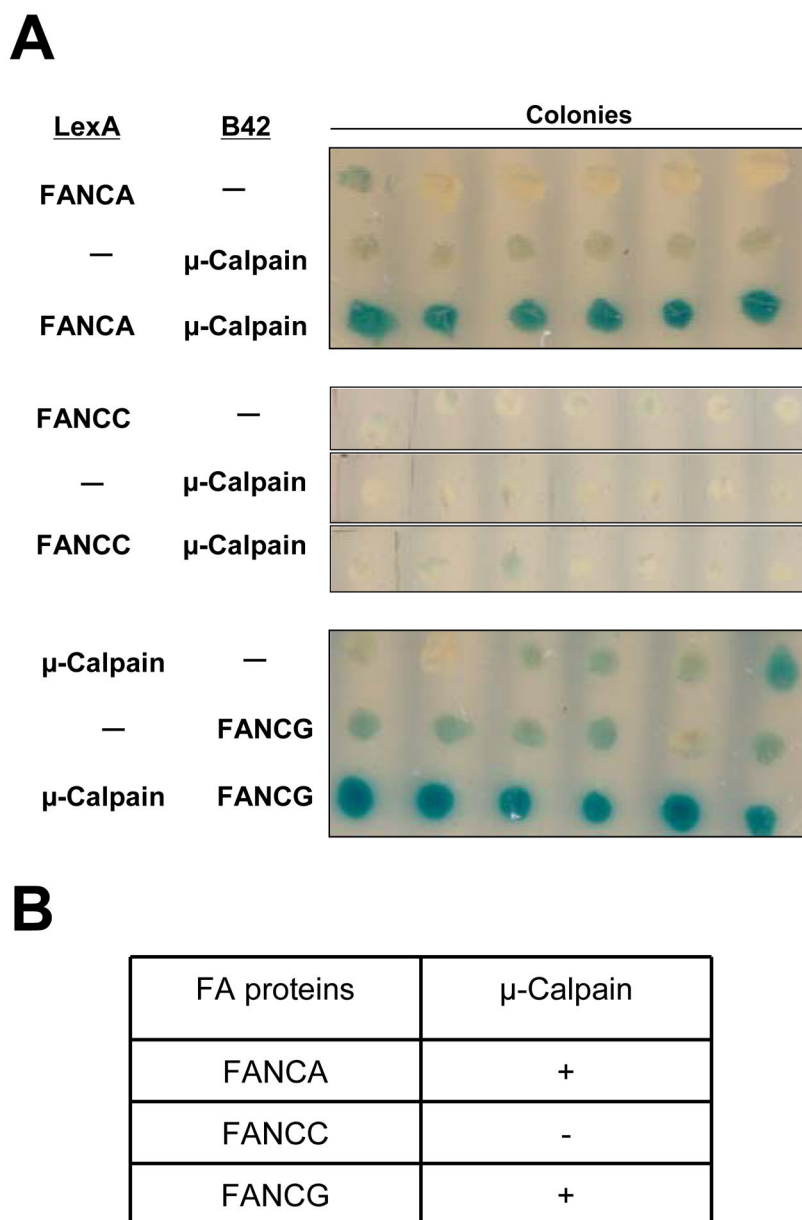 A
LexA B42 Colonies
FANCA —
— µ-Calpain
FANCA µ-Calpain
FANCC —
— µ-Calpain
FANCC µ-Calpain
µ-Calpain —
— FANCG
µ-Calpain FANCG
B
FA proteins µ-Calpain
FANCA +
FANCC -
FANCG +